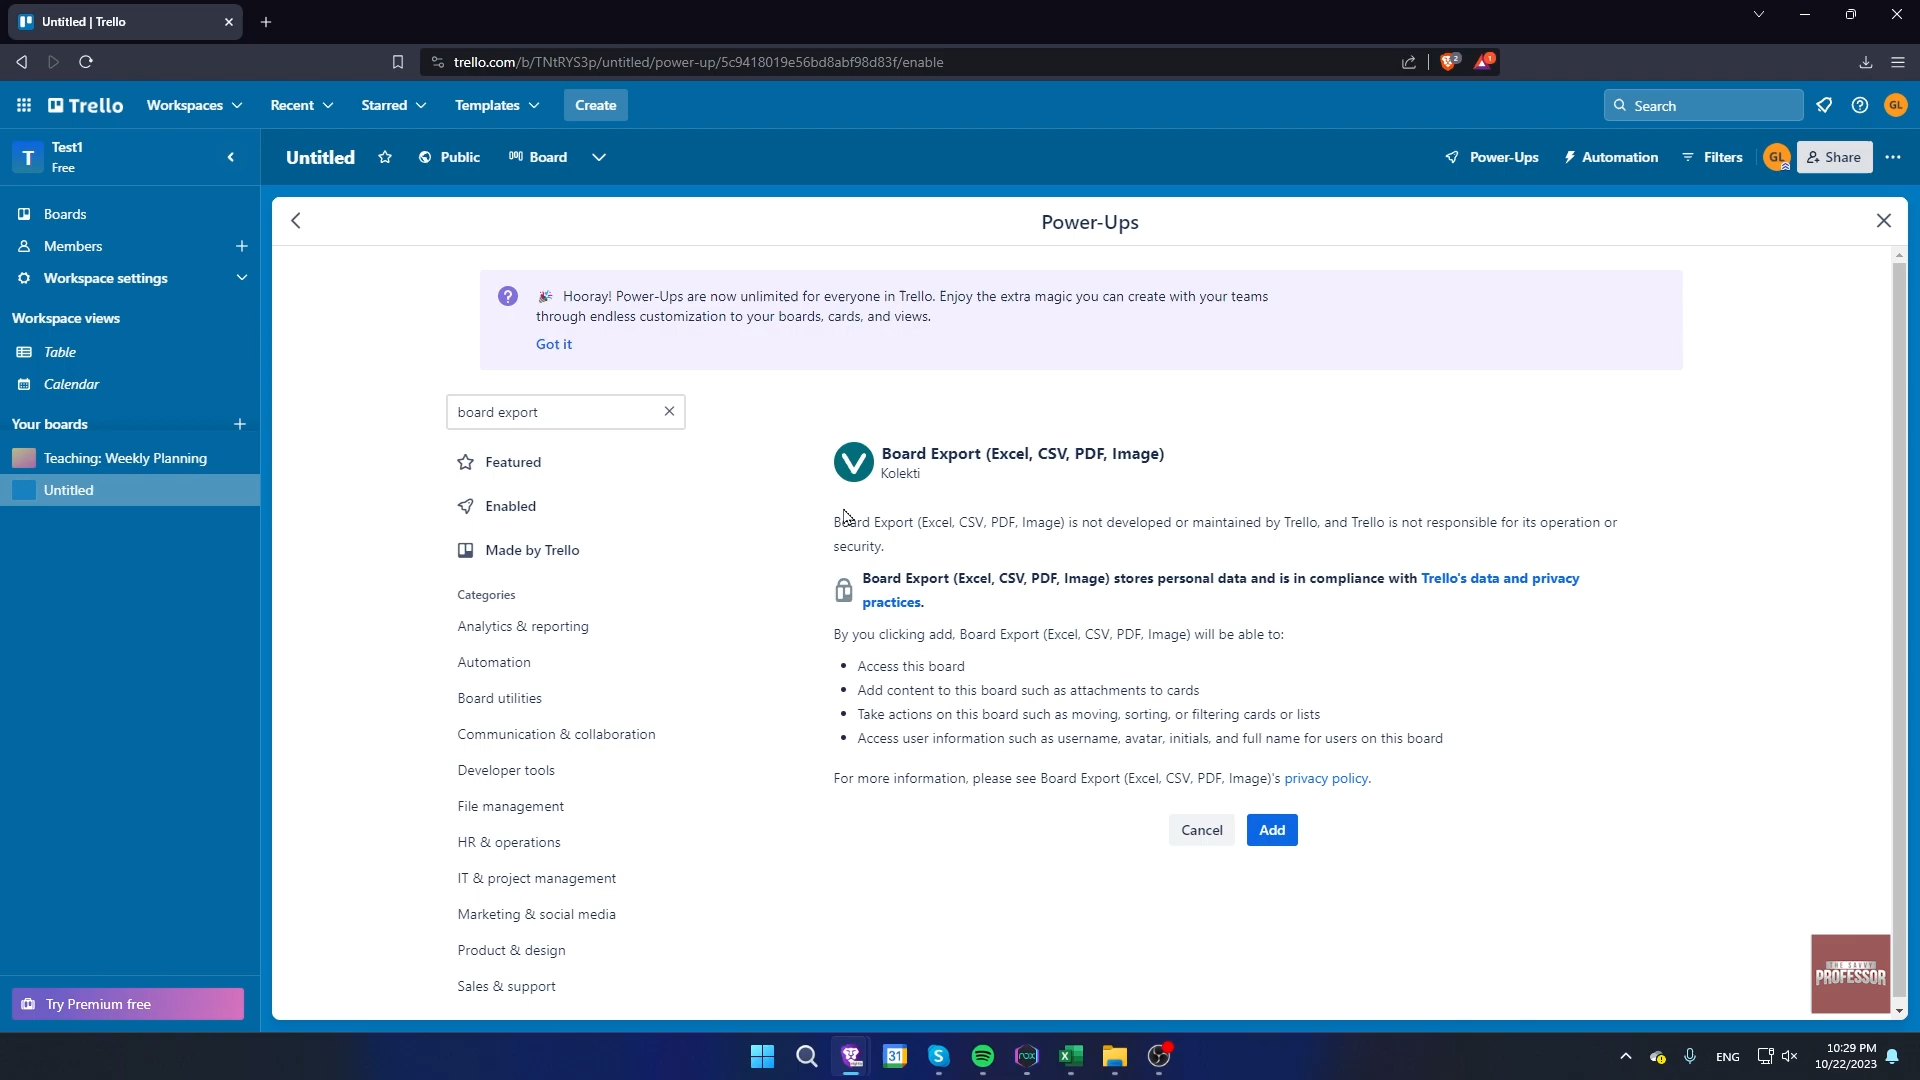 Untitled | Trello
trello.com/b/TNtRYS3p/untitled/power-up/5c9418019e56bd8abf98d83f/enable
2
1
Trello
Workspaces
Recent
Starred
Templates
Create
Search
GL
T
Test1
Free
Untitled
Public
Board
Power-Ups
Automation
Filters
GL
Share
Boards
Members
Workspace settings
Workspace views
Table
Calendar
Your boards
Teaching: Weekly Planning
Untitled
Try Premium free
Power-Ups
Hooray! Power-Ups are now unlimited for everyone in Trello. Enjoy the extra magic you can create with your teams
through endless customization to your boards, cards, and views.
Got it
board export
Featured
Enabled
Made by Trello
Categories
Analytics & reporting
Automation
Board utilities
Communication & collaboration
Developer tools
File management
HR & operations
IT & project management
Marketing & social media
Product & design
Sales & support
Board Export (Excel, CSV, PDF, Image)
Kolekti
Board Export (Excel, CSV, PDF, Image) is not developed or maintained by Trello, and Trello is not responsible for its operation or
security.
Board Export (Excel, CSV, PDF, Image) stores personal data and is in compliance with Trello's data and privacy
practices.
By you clicking add, Board Export (Excel, CSV, PDF, Image) will be able to:
• Access this board
• Add content to this board such as attachments to cards
• Take actions on this board such as moving, sorting, or filtering cards or lists
• Access user information such as username, avatar, initials, and full name for users on this board
For more information, please see Board Export (Excel, CSV, PDF, Image)'s privacy policy.
Cancel
Add
THE SAVVY
PROFESSOR
31
nox
ENG
10:29 PM
10/22/2023